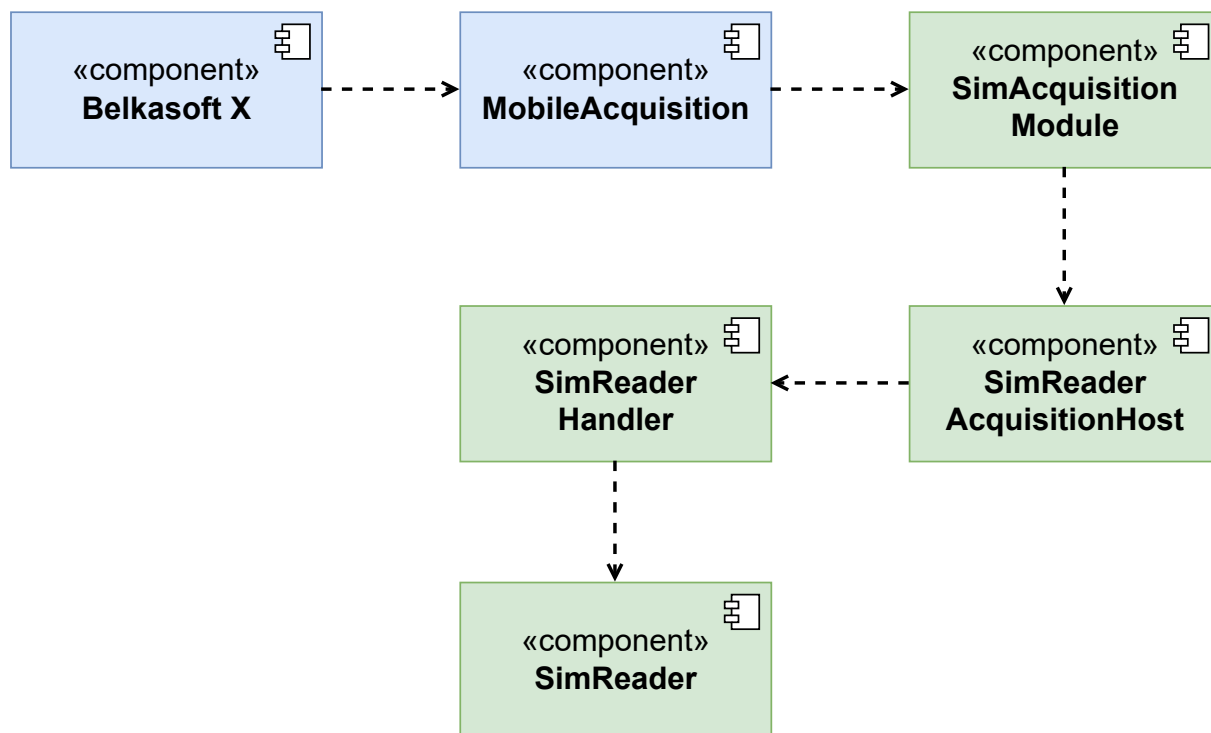 «component»
Belkasoft X
«component»
MobileAcquisition
«component»
SimAcquisition
Module
«component»
SimReader
Handler
«component»
SimReader
AcquisitionHost
«component»
SimReader